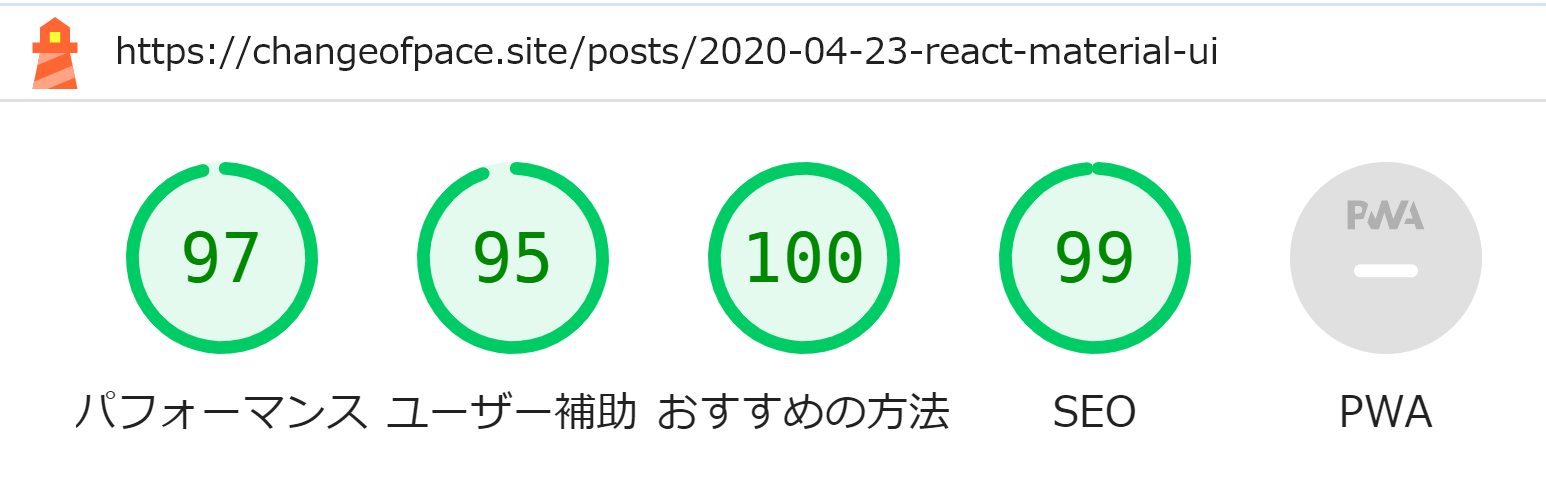 https://changeofpace.site/posts/2020-04-23-react-material-ui
97 95 100 99 PWA
パフォーマンス ユーザー補助 おすすめの方法 SEO PWA